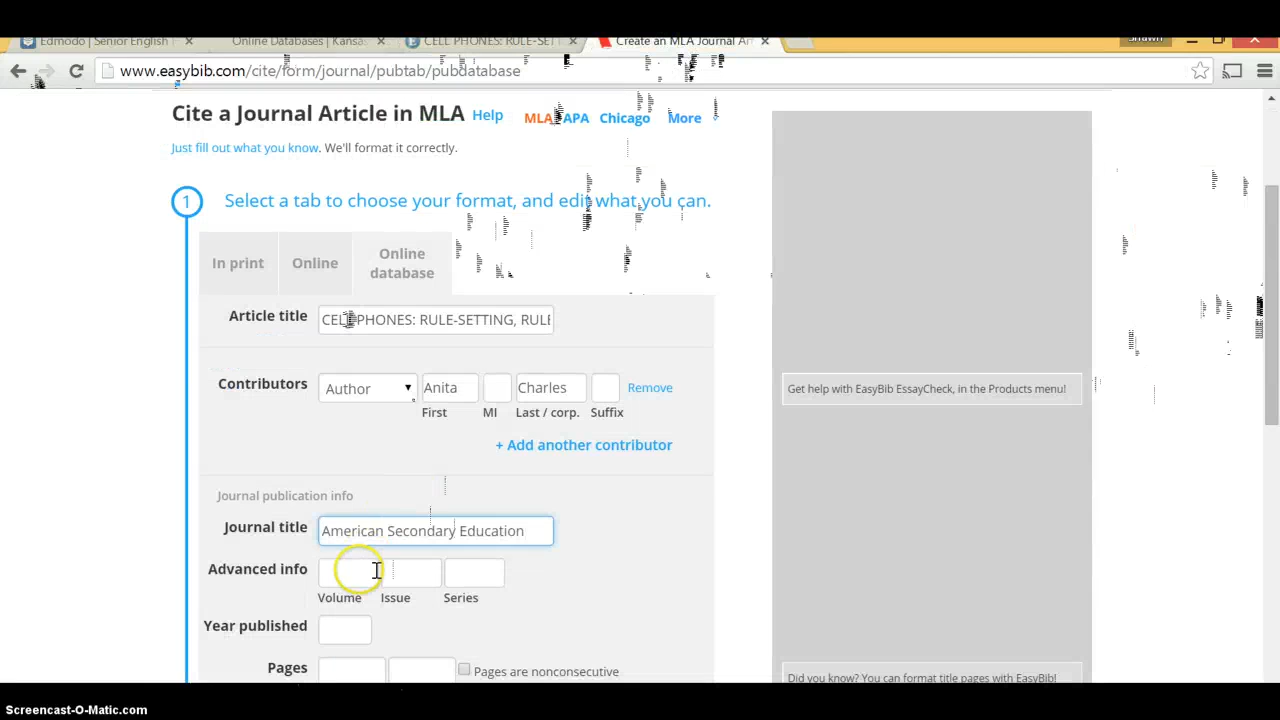 Edmodo | Senior English
Online Databases | Kansas
CELL PHONES: RULE-SETT
Create an MLA Journal Art
www.easybib.com/cite/form/journal/pubtab/pubdatabase
Cite a Journal Article in MLA Help MLA APA Chicago More
Just fill out what you know. We'll format it correctly.
1 Select a tab to choose your format, and edit what you can.
In print
Online
Online
database
Article title CELL PHONES: RULE-SETTING, RULE
Contributors Author Anita Charles Remove
First MI Last / corp. Suffix
+ Add another contributor
Journal publication info
Journal title American Secondary Education
Advanced info
Volume Issue Series
Year published
Pages Pages are nonconsecutive
Get help with EasyBib EssayCheck, in the Products menu!
Did you know? You can format title pages with EasyBib!
Screencast-O-Matic.com